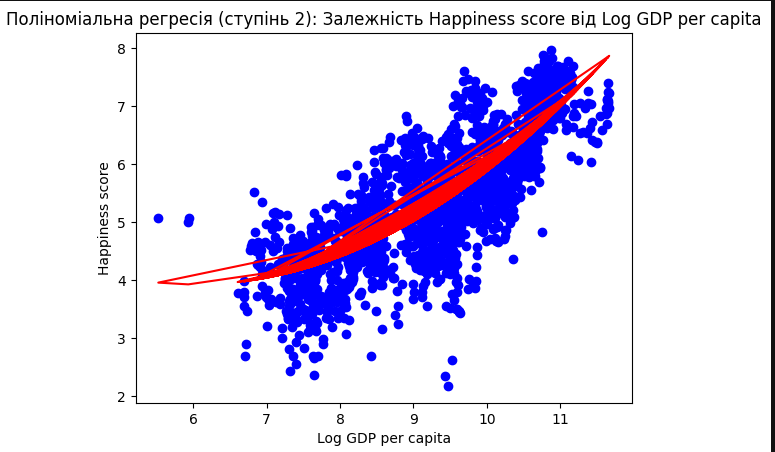 Поліноміальна регресія (ступінь 2): Залежність Happiness score від Log GDP per capita
8
7
6
5
4
3
2
Happiness score
6 7 8 9 10 11
Log GDP per capita